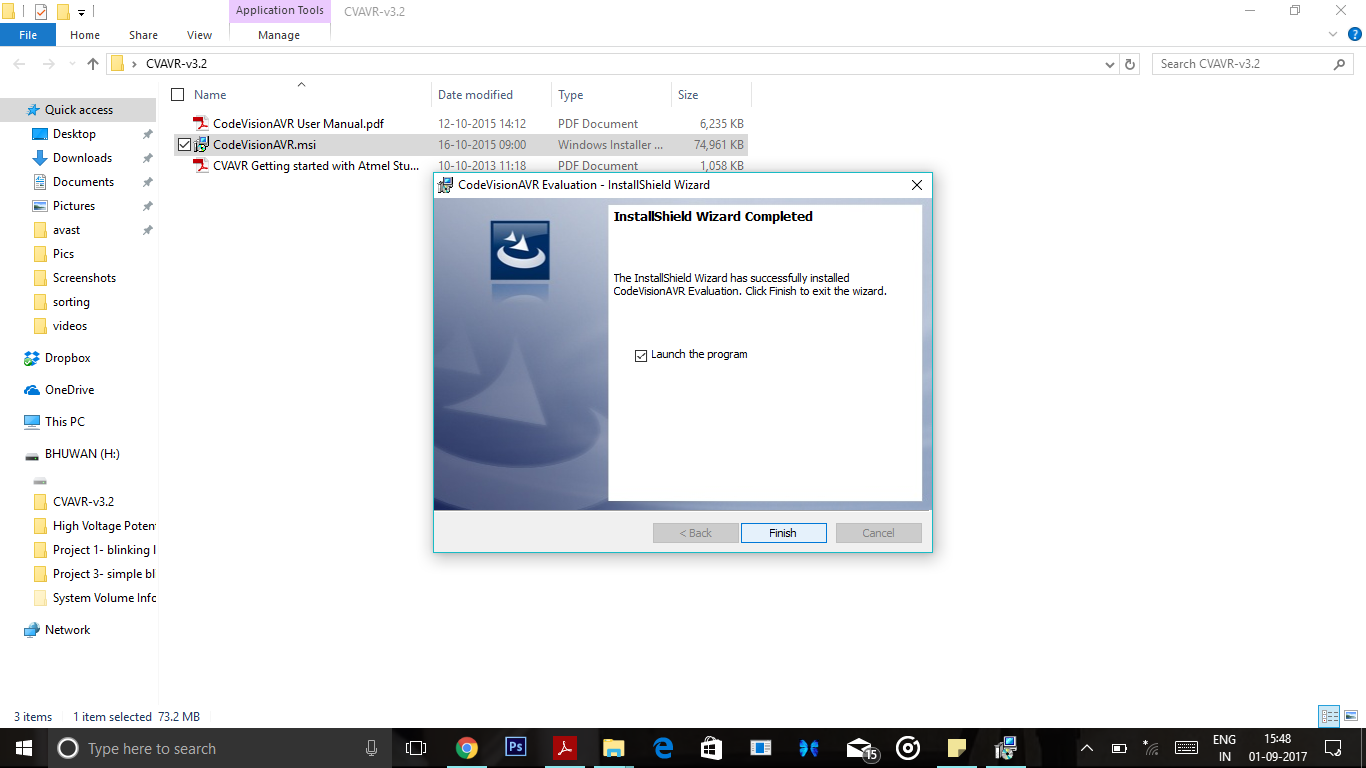 Application Tools
CVAVR-v3.2
File
Home
Share
View
Manage
CVAVR-v3.2
Search CVAVR-v3.2
Name
Date modified
Type
Size
CodeVisionAVR User Manual.pdf
12-10-2015 14:12
PDF Document
6,235 KB
CodeVisionAVR.msi
16-10-2015 09:00
Windows Installer ...
74,961 KB
CVAVR Getting started with Atmel Stu...
10-10-2013 11:18
PDF Document
1,058 KB
Quick access
Desktop
Downloads
Documents
Pictures
avast
Pics
Screenshots
sorting
videos
Dropbox
OneDrive
This PC
BHUWAN (H:)
CVAVR-v3.2
High Voltage Poten
Project 1- blinking l
Project 3- simple bl
System Volume Info
Network
CodeVisionAVR Evaluation - InstallShield Wizard
InstallShield Wizard Completed
The InstallShield Wizard has successfully installed
CodeVisionAVR Evaluation. Click Finish to exit the wizard.
Launch the program
< Back
Finish
Cancel
3 items
1 item selected 73.2 MB
Type here to search
Ps
15
ENG
IN
15:48
01-09-2017